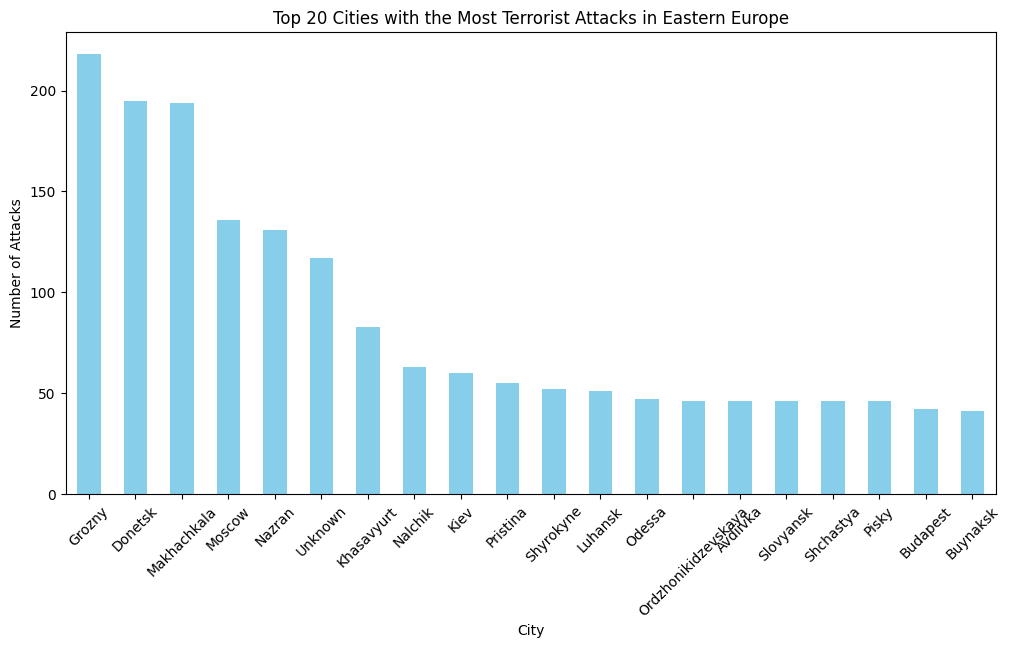 Top 20 Cities with the Most Terrorist Attacks in Eastern Europe
Number of Attacks
200
150
100
50
0
Grozny
Donetsk
Makhachkala
Moscow
Nazran
Unknown
Khasavyurt
Nalchik
Kiev
Pristina
Shyrokyne
Luhansk
Odessa
Ordzhonikidzevskaya
Avdiivka
Slovyansk
Shchastya
Pisky
Budapest
Buynaksk
City